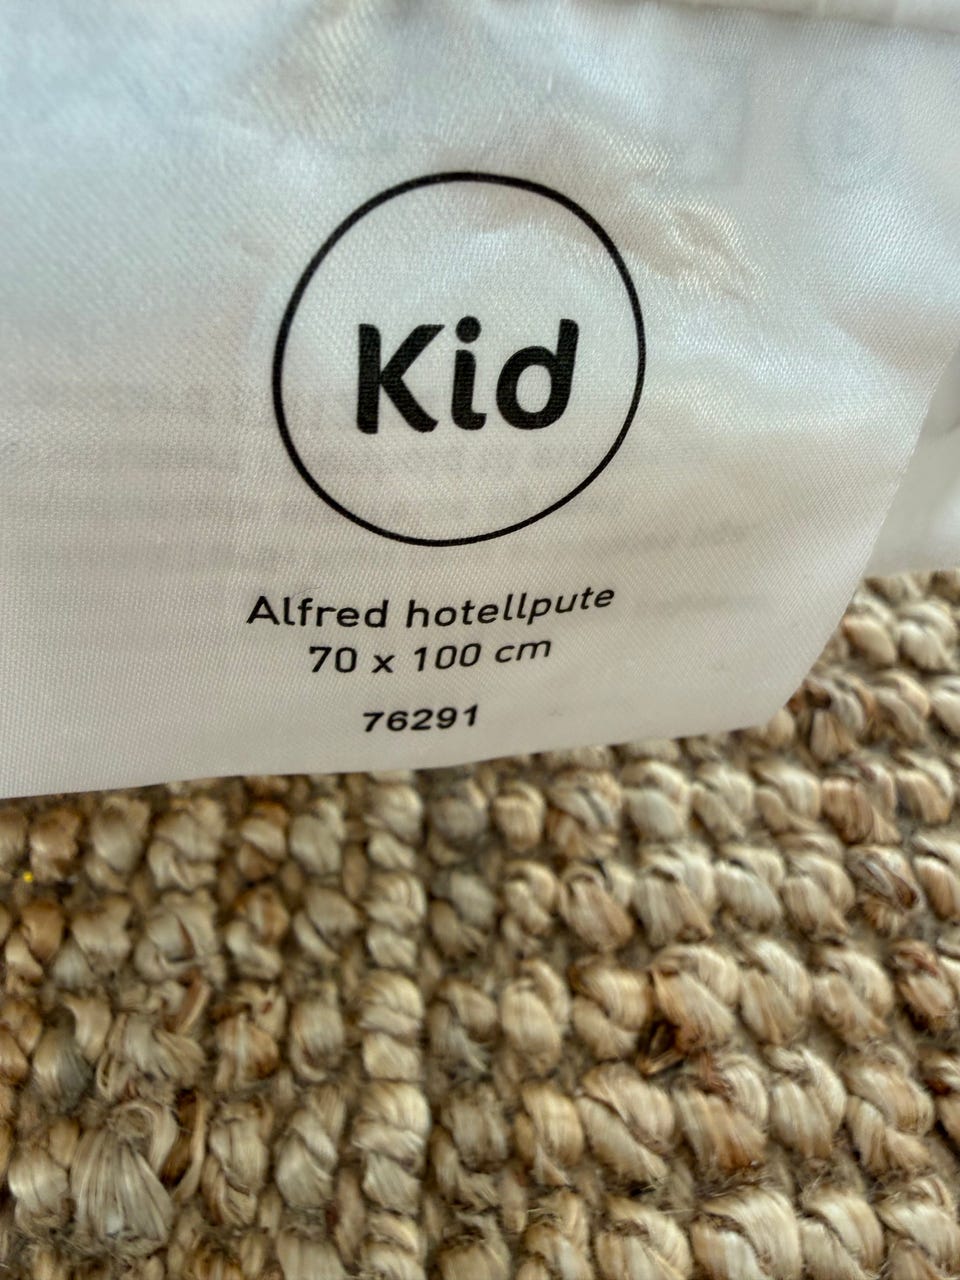 Kid
Alfred hotellpute
70 x 100 cm
76291